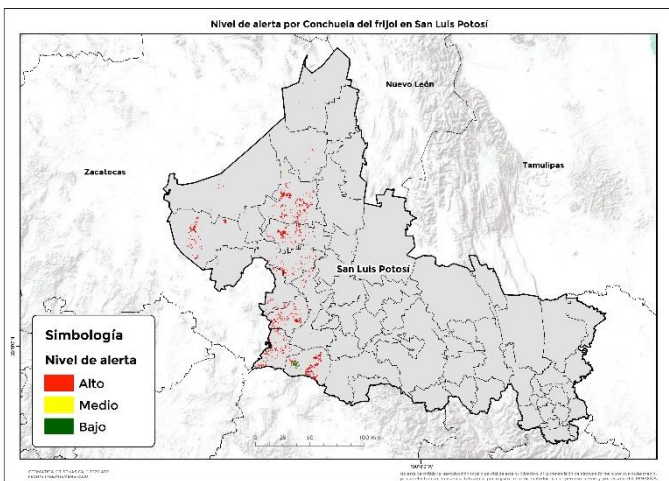 Nivel de alerta por Conchuela del frijol en San Luis Potosí
Nuevo León
Zacatecas
Tamaulipas
San Luis Potosí
Simbología
Nivel de alerta
Alto
Medio
Bajo
0 25 50 100 Km